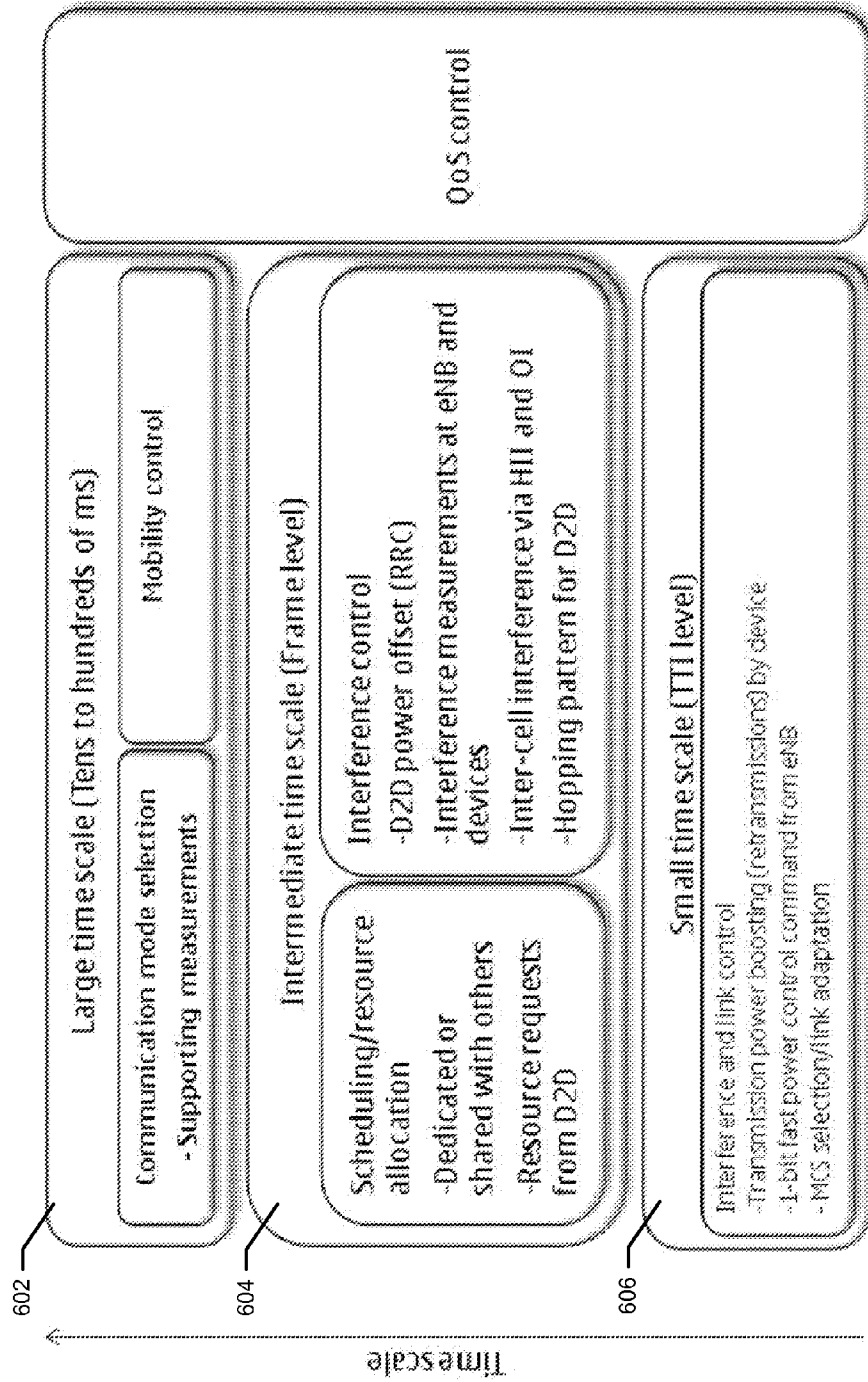 Time scale
602
Large time scale (Tens to hundreds of ms)
Communication mode selection
- Supporting measurements
Mobility control
604
Intermediate time scale (Frame level)
Scheduling/resource
allocation
-Dedicated or
shared with others
-Resource requests
from D2D
Interference control
-D2D power offset (RRC)
-Interference measurements at eNB and
devices
-Inter-cell interference via HII and OI
-Hopping pattern for D2D
606
Small time scale (TTI level)
Interference and link control
-Transmission power boosting (retransmissions) by device
-1-bit fast power control command from eNB
- MCS selection/link adaptation
QoS control